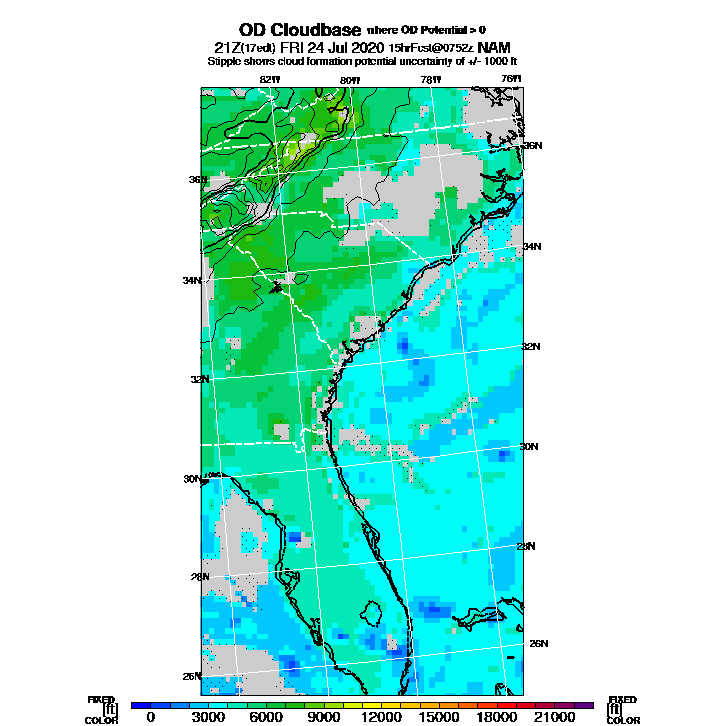 OD Cloudbase where OD Potential > 0
21Z(17edt) FRI 24 Jul 2020 15hrFcst@0752z NAM
Stipple shows cloud formation potential uncertainty of +/- 1000 ft
82W 80W 78W 76W
36N 36N
34N 34N
32N 32N
30N 30N
28N 28N
26N 26N
FIXED FIXED
[ft] [ft]
COLOR COLOR
0 3000 6000 9000 12000 15000 18000 21000